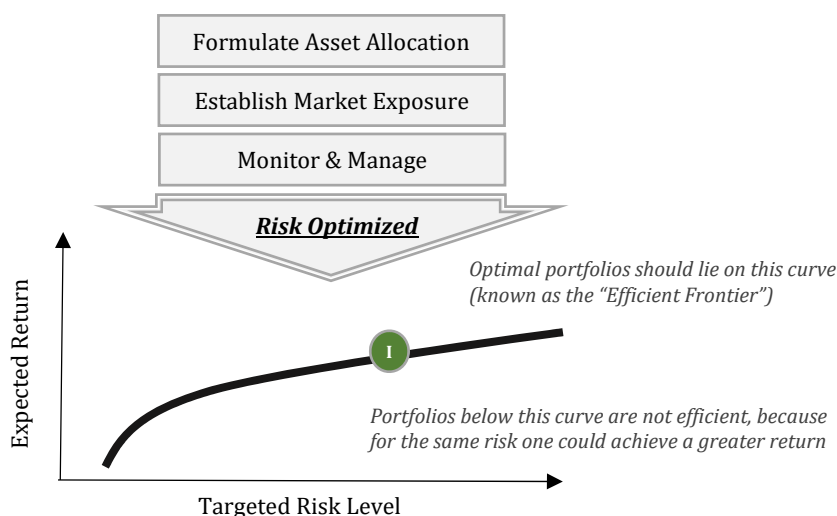 Formulate Asset Allocation
Establish Market Exposure
Monitor & Manage
Risk Optimized
Optimal portfolios should lie on this curve
(known as the “Efficient Frontier”)
Expected Return
I
Portfolios below this curve are not efficient, because
for the same risk one could achieve a greater return
Targeted Risk Level